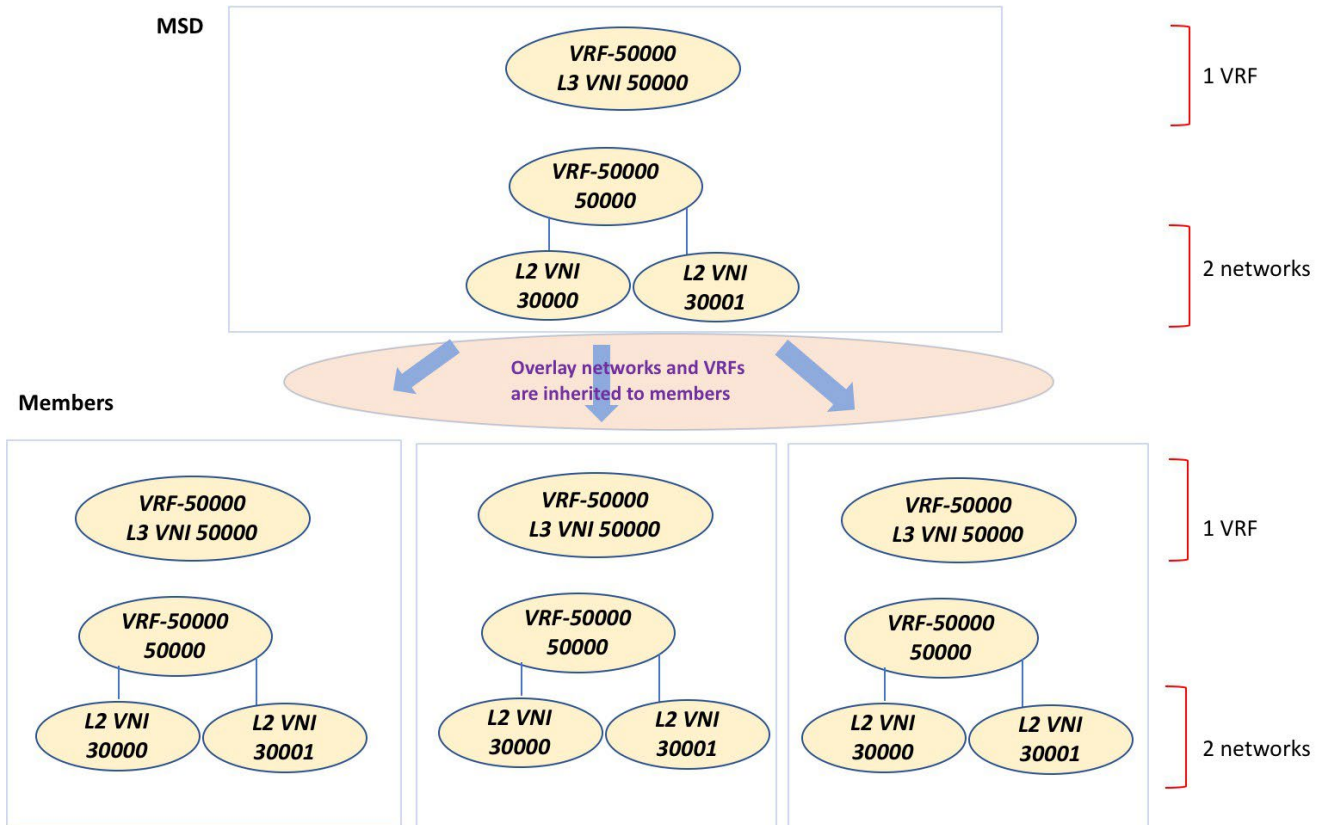 MSD
VRF-50000
L3 VNI 50000
1 VRF
VRF-50000
50000
L2 VNI
30000
L2 VNI
30001
2 networks
Overlay networks and VRFs
are inherited to members
Members
VRF-50000
L3 VNI 50000
VRF-50000
L3 VNI 50000
VRF-50000
L3 VNI 50000
1 VRF
VRF-50000
50000
VRF-50000
50000
VRF-50000
50000
L2 VNI
30000
L2 VNI
30001
L2 VNI
30000
L2 VNI
30001
L2 VNI
30000
L2 VNI
30001
2 networks